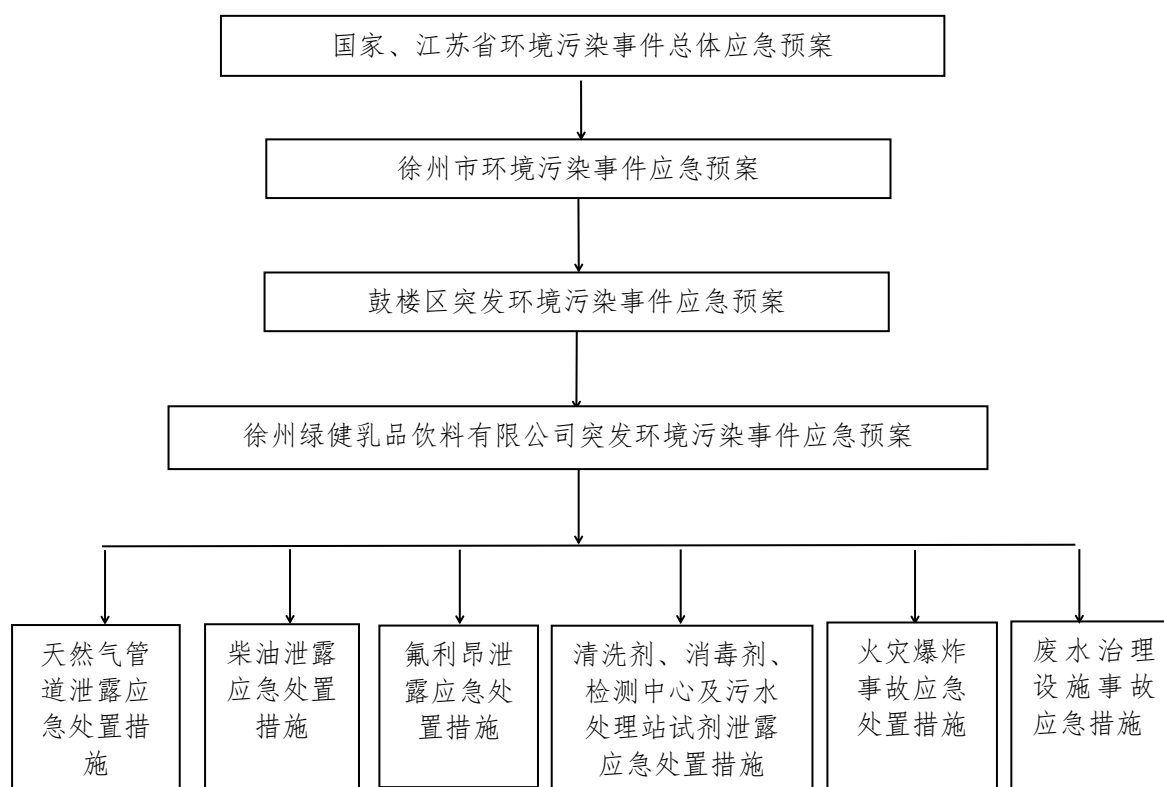 国家、江苏省环境污染事件总体应急预案
徐州市环境污染事件应急预案
鼓楼区突发环境污染事件应急预案
徐州绿健乳品饮料有限公司突发环境污染事件应急预案
天然气管
道泄露应
急处置措
施
柴油泄露
应急处置
措施
氟利昂泄
露应急处
置措施
清洗剂、消毒剂、
检测中心及污水
处理站试剂泄露
应急处置措施
火灾爆炸
事故应急
处置措施
废水治理
设施事故
应急措施